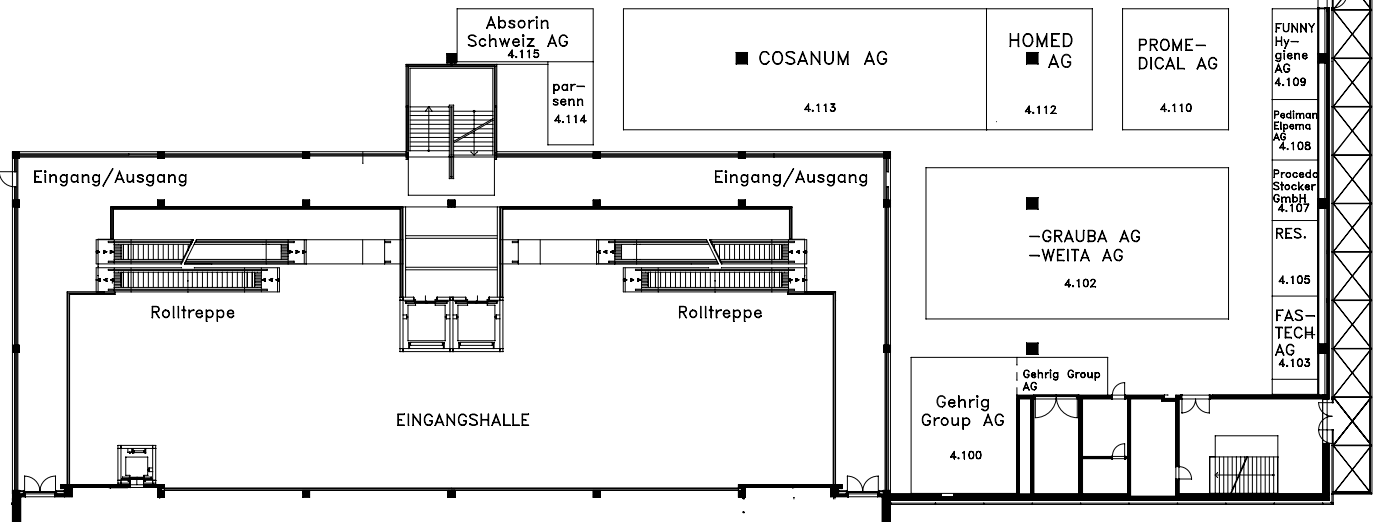 Absorin
Schweiz AG
4.115
par-
senn
4.114
COSANUM AG
4.113
HOMED
AG
4.112
PROME-
DICAL AG
4.110
FUNNY
Hy-
giene
AG
4.109
Pediman
Elpema
AG
4.108
Procedo
Stocker
GmbH
4.107
RES.
4.105
FAS-
TECH
AG
4.103
Eingang/Ausgang
Eingang/Ausgang
-GRAUBA AG
-WEITA AG
4.102
Rolltreppe
Rolltreppe
Gehrig Group
AG
Gehrig
Group AG
4.100
EINGANGSHALLE